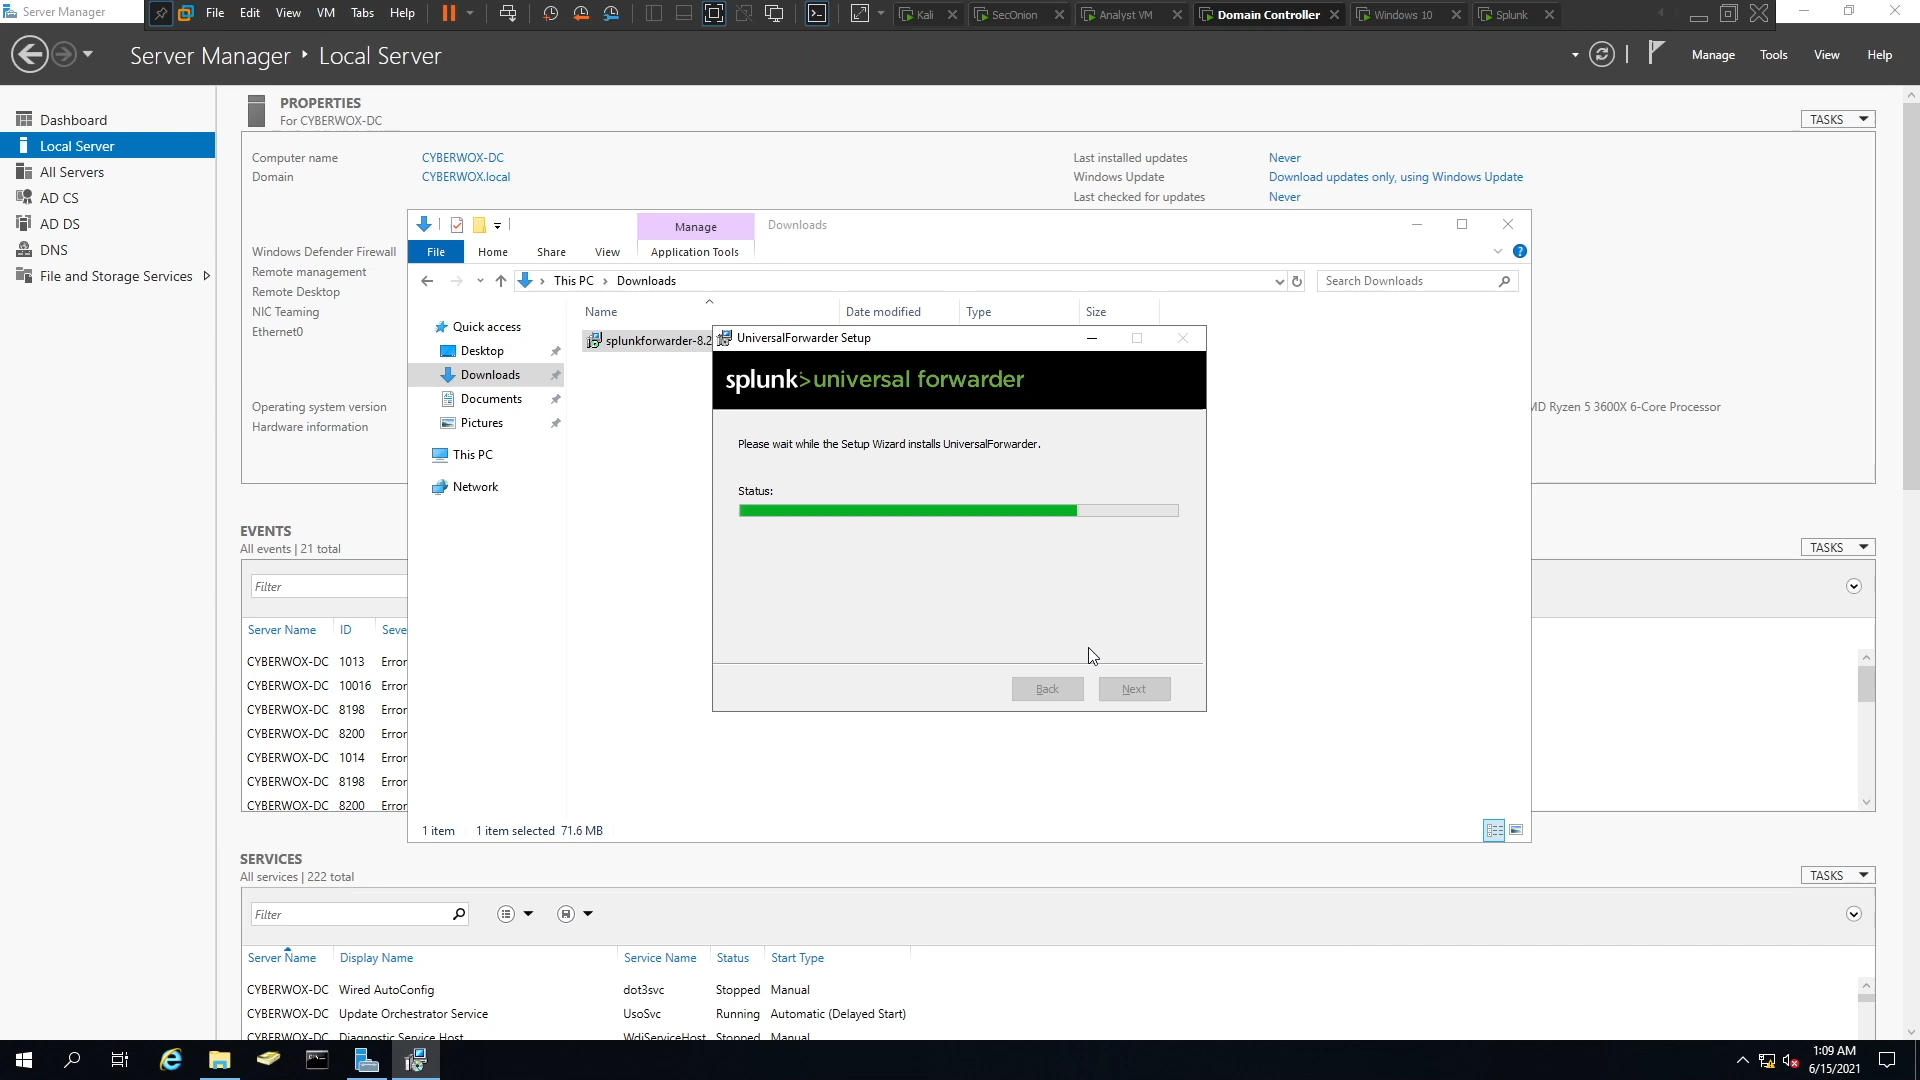 Server Manager
File Edit View VM Tabs Help
Kali SecOnion Analyst VM Domain Controller Windows 10 Splunk
Server Manager ‣ Local Server
Manage Tools View Help
Dashboard
Local Server
All Servers
AD CS
AD DS
DNS
File and Storage Services
PROPERTIES
For CYBERWOX-DC
TASKS
Computer name CYBERWOX-DC
Domain CYBERWOX.local
Last installed updates Never
Windows Update Download updates only, using Windows Update
Last checked for updates Never
Windows Defender Firewall
Remote management
Remote Desktop
NIC Teaming
Ethernet0
Operating system version
Hardware information
MD Ryzen 5 3600X 6-Core Processor
Manage Downloads
File Home Share View Application Tools
This PC › Downloads
Search Downloads
Quick access
Desktop
Downloads
Documents
Pictures
This PC
Network
Name Date modified Type Size
splunkforwarder-8.2
1 item 1 item selected 71.6 MB
UniversalForwarder Setup
splunk>universal forwarder
Please wait while the Setup Wizard installs UniversalForwarder.
Status:
Back Next
EVENTS
All events | 21 total
TASKS
Filter
Server Name ID Seve
CYBERWOX-DC 1013 Error
CYBERWOX-DC 10016 Error
CYBERWOX-DC 8198 Error
CYBERWOX-DC 8200 Error
CYBERWOX-DC 1014 Error
CYBERWOX-DC 8198 Error
CYBERWOX-DC 8200 Error
SERVICES
All services | 222 total
TASKS
Filter
Server Name Display Name Service Name Status Start Type
CYBERWOX-DC Wired AutoConfig dot3svc Stopped Manual
CYBERWOX-DC Update Orchestrator Service UsoSvc Running Automatic (Delayed Start)
CYBERWOX-DC Diagnostic Service Host WdiServiceHost Stopped Manual
1:09 AM
6/15/2021